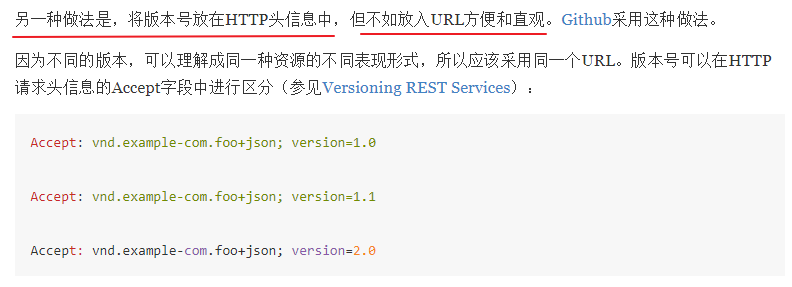 另一种做法是，将版本号放在HTTP头信息中，但不如放入URL方便和直观。Github采用这种做法。
因为不同的版本，可以理解成同一种资源的不同表现形式，所以应该采用同一个URL。版本号可以在HTTP
请求头信息的Accept字段中进行区分（参见Versioning REST Services）：
Accept: vnd.example-com.foo+json; version=1.0
Accept: vnd.example-com.foo+json; version=1.1
Accept: vnd.example-com.foo+json; version=2.0